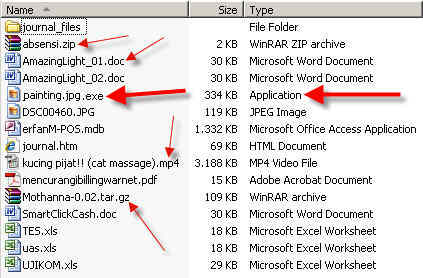 Name Size Type
journal_files File Folder
absensi.zip 2 KB WinRAR ZIP archive
AmazingLight_01.doc 30 KB Microsoft Word Document
AmazingLight_02.doc 30 KB Microsoft Word Document
painting.jpg.exe 334 KB Application
DSC00460.JPG 119 KB JPEG Image
erfanM-POS.mdb 1.332 KB Microsoft Office Access Application
journal.htm 69 KB HTML Document
kucing pijat!! (cat massage).mp4 3.188 KB MP4 Video File
mencurangibillingwarnet.pdf 15 KB Adobe Acrobat Document
Mothanna-0.02.tar.gz 109 KB WinRAR archive
SmartClickCash.doc 30 KB Microsoft Word Document
TES.xls 18 KB Microsoft Excel Worksheet
uas.xls 18 KB Microsoft Excel Worksheet
UJIKOM.xls 29 KB Microsoft Excel Worksheet